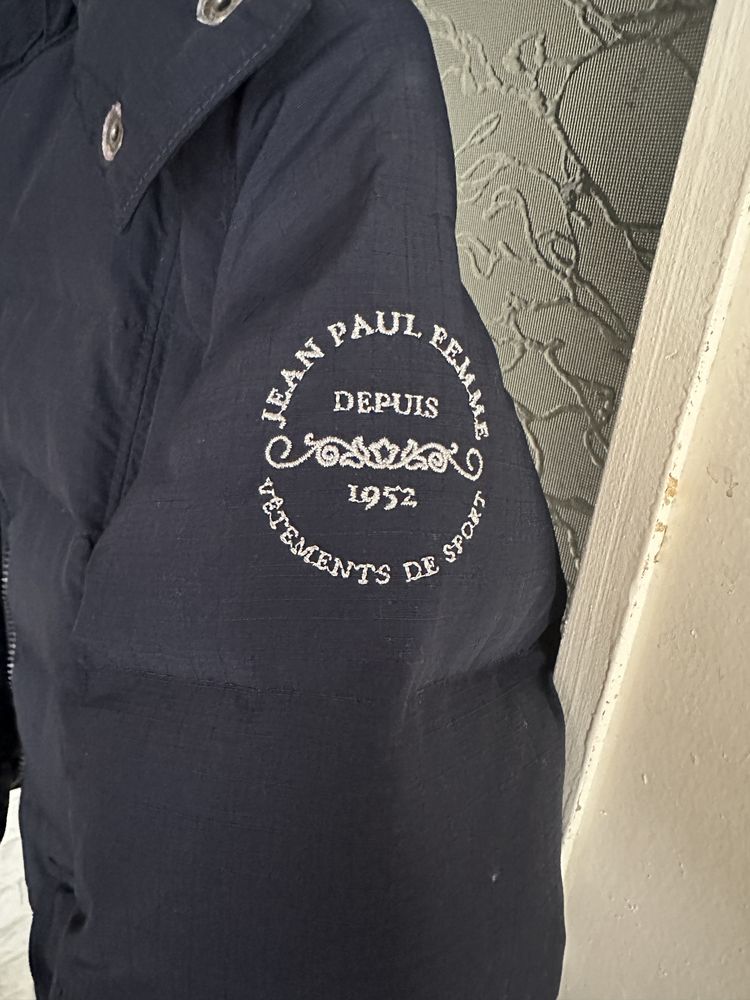 JEAN PAUL FEMME
DEPUIS
1952
VÊTEMENTS DE SPORT